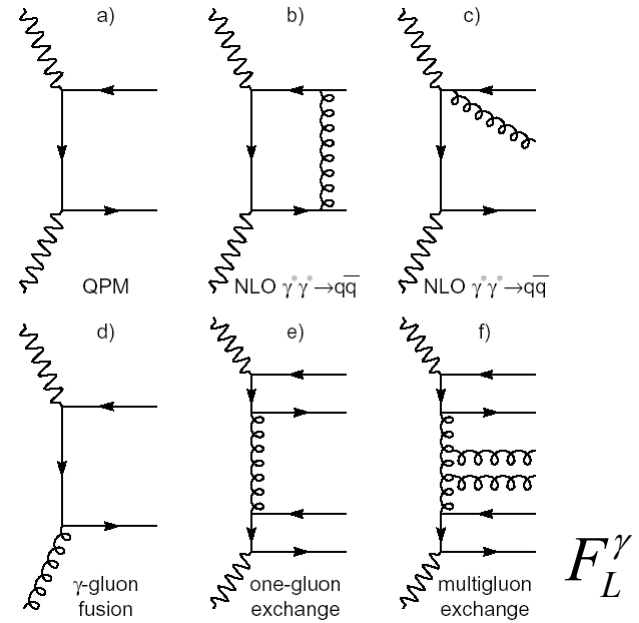 a) b) c)
QPM NLO γ*γ*→qq̅ NLO γ*γ*→qq̅
d) e) f)
γ-gluon one-gluon multigluon
fusion exchange exchange
F_L^γ